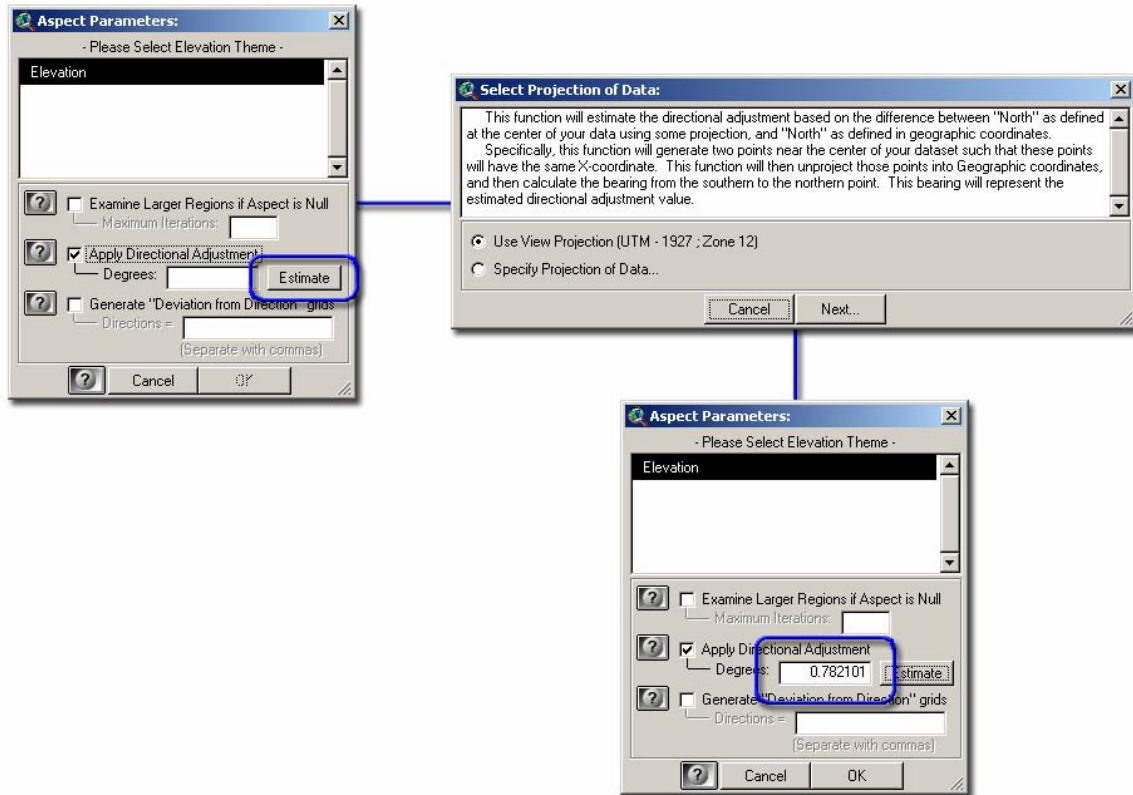 Aspect Parameters:
- Please Select Elevation Theme -
Elevation
Examine Larger Regions if Aspect is Null
Maximum Iterations:
Apply Directional Adjustment
Degrees:
Estimate
Generate "Deviation from Direction" grids
Directions =
(Separate with commas)
Cancel
OK
Select Projection of Data:
This function will estimate the directional adjustment based on the difference between "North" as defined
at the center of your data using some projection, and "North" as defined in geographic coordinates.
Specifically, this function will generate two points near the center of your dataset such that these points
will have the same X-coordinate. This function will then unproject those points into Geographic coordinates,
and then calculate the bearing from the southern to the northern point. This bearing will represent the
estimated directional adjustment value.
Use View Projection (UTM - 1927 ; Zone 12)
Specify Projection of Data...
Cancel
Next...
Aspect Parameters:
- Please Select Elevation Theme -
Elevation
Examine Larger Regions if Aspect is Null
Maximum Iterations:
Apply Directional Adjustment
Degrees:
0.782101
Estimate
Generate "Deviation from Direction" grids
Directions =
(Separate with commas)
Cancel
OK